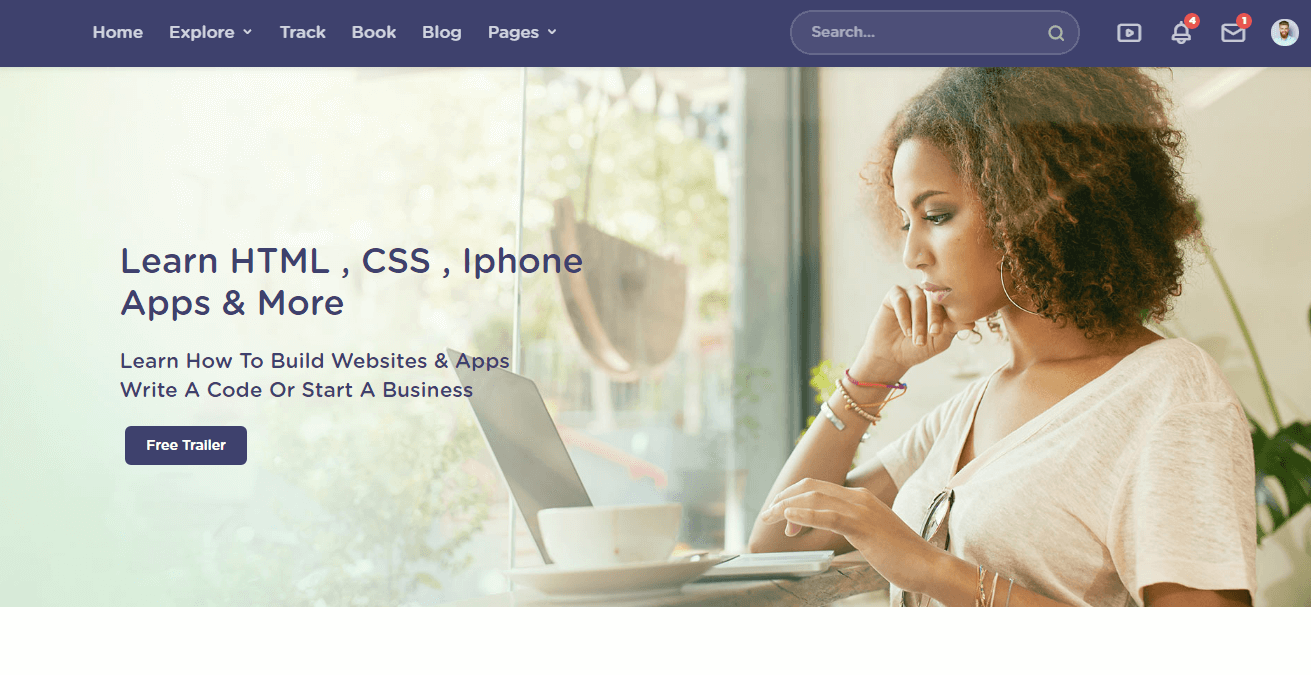 Home Explore Track Book Blog Pages Search... 4 1
Learn HTML , CSS , Iphone
Apps & More
Learn How To Build Websites & Apps
Write A Code Or Start A Business
Free Trailer